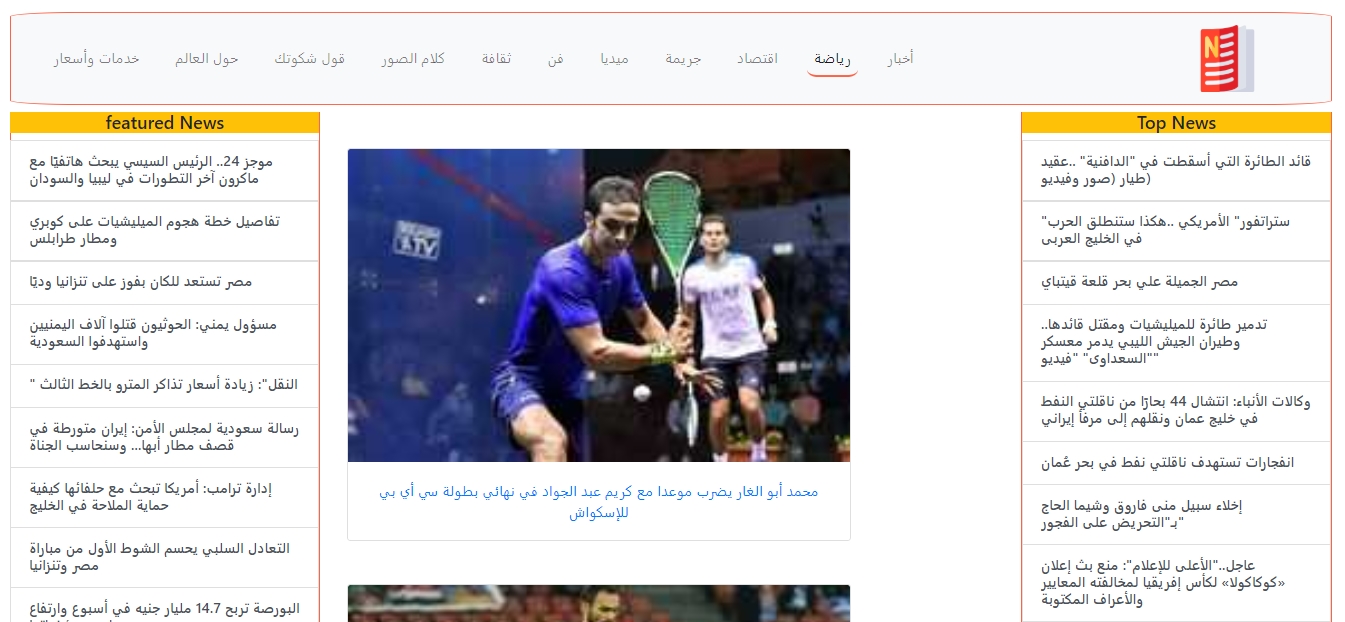 أخبار
رياضة
اقتصاد
جريمة
ميديا
فن
ثقافة
كلام الصور
قول شكوتك
حول العالم
خدمات وأسعار
N
Top News
قائد الطائرة التي أسقطت في "الدافنية" ..عقيد
طيار (صور وفيديو)
ستراتفور" الأمريكي ..هكذا ستنطلق الحرب"
في الخليج العربى
مصر الجميلة علي بحر قلعة قيتباي
تدمير طائرة للميليشيات ومقتل قائدها..
وطيران الجيش الليبي يدمر معسكر
""السعداوى" "فيديو
وكالات الأنباء: انتشال 44 بحارًا من ناقلتي النفط
في خليج عمان ونقلهم إلى مرفأ إيراني
انفجارات تستهدف ناقلتي نفط في بحر عُمان
إخلاء سبيل منى فاروق وشيما الحاج
بـ"التحريض على الفجور"
عاجل.."الأعلى للإعلام": منع بث إعلان
«كوكاكولا» لكأس إفريقيا لمخالفته المعايير
والأعراف المكتوبة
محمد أبو الغار يضرب موعدا مع كريم عبد الجواد في نهائي بطولة سي أي بي
للإسكواش
featured News
موجز 24.. الرئيس السيسي يبحث هاتفيًا مع
ماكرون آخر التطورات في ليبيا والسودان
تفاصيل خطة هجوم الميليشيات على كوبري
ومطار طرابلس
مصر تستعد للكان بفوز على تنزانيا وديًا
مسؤول يمني: الحوثيون قتلوا آلاف اليمنيين
واستهدفوا السعودية
النقل": زيادة أسعار تذاكر المترو بالخط الثالث "
رسالة سعودية لمجلس الأمن: إيران متورطة في
قصف مطار أبها... وسنحاسب الجناة
إدارة ترامب: أمريكا تبحث مع حلفائها كيفية
حماية الملاحة في الخليج
التعادل السلبي يحسم الشوط الأول من مباراة
مصر وتنزانيا
البورصة تربح 14.7 مليار جنيه في أسبوع وارتفاع